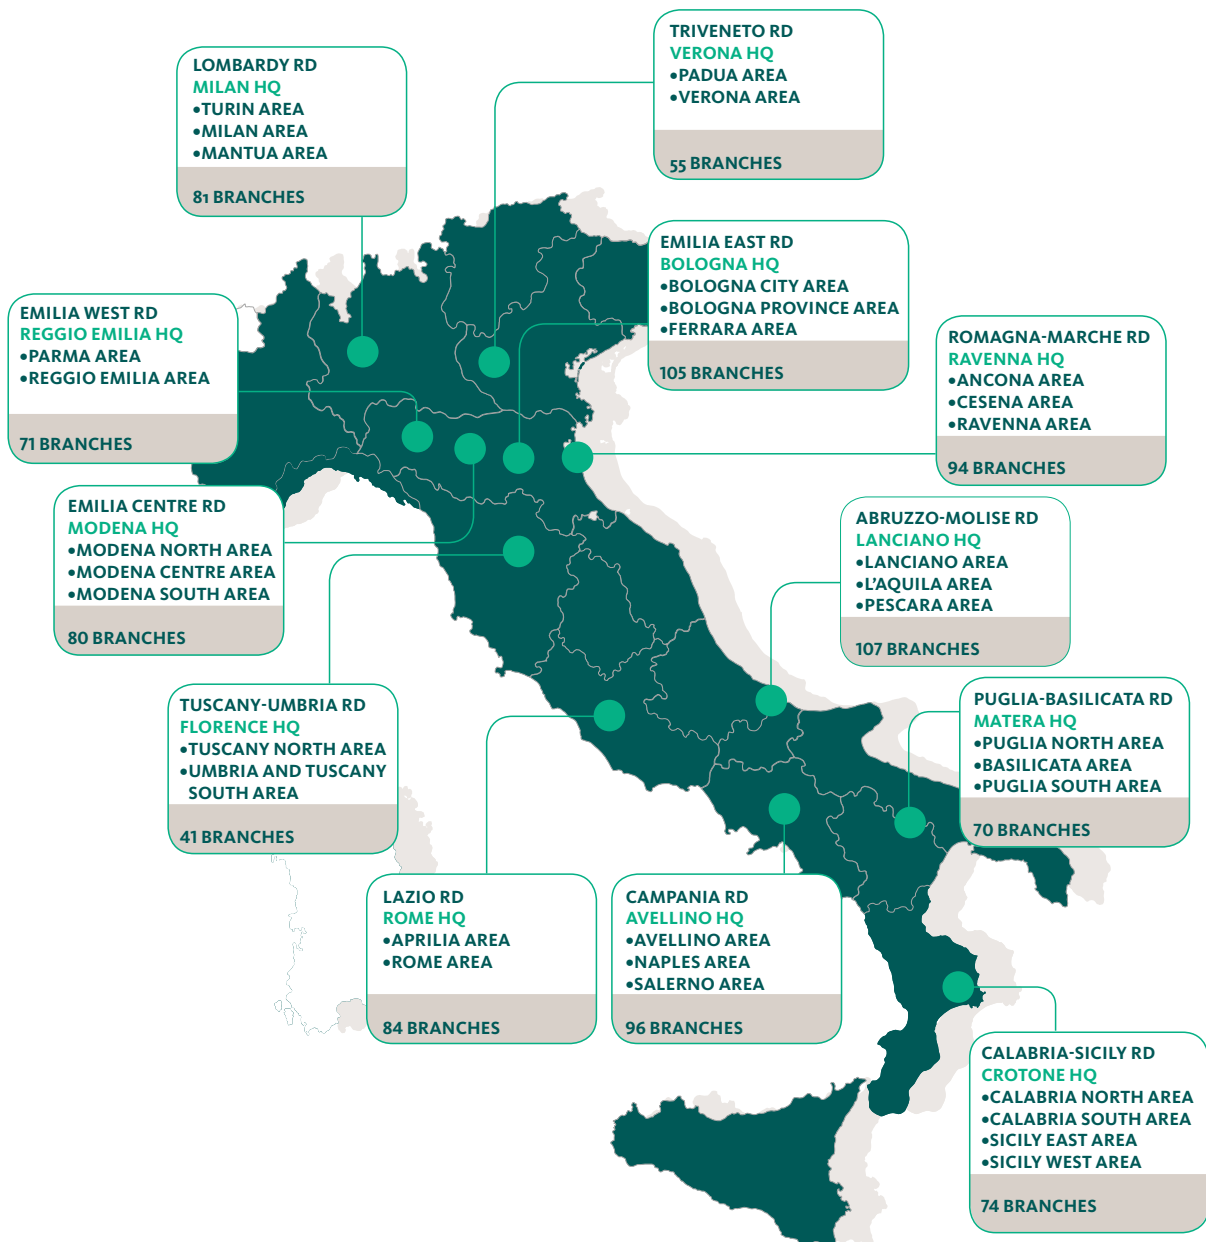 TRIVENETO RD
VERONA HQ
•PADUA AREA
•VERONA AREA
55 BRANCHES
LOMBARDY RD
MILAN HQ
•TURIN AREA
•MILAN AREA
•MANTUA AREA
81 BRANCHES
EMILIA EAST RD
BOLOGNA HQ
•BOLOGNA CITY AREA
•BOLOGNA PROVINCE AREA
•FERRARA AREA
105 BRANCHES
EMILIA WEST RD
REGGIO EMILIA HQ
•PARMA AREA
•REGGIO EMILIA AREA
71 BRANCHES
ROMAGNA-MARCHE RD
RAVENNA HQ
•ANCONA AREA
•CESENA AREA
•RAVENNA AREA
94 BRANCHES
EMILIA CENTRE RD
MODENA HQ
•MODENA NORTH AREA
•MODENA CENTRE AREA
•MODENA SOUTH AREA
80 BRANCHES
ABRUZZO-MOLISE RD
LANCIANO HQ
•LANCIANO AREA
•L'AQUILA AREA
•PESCARA AREA
107 BRANCHES
TUSCANY-UMBRIA RD
FLORENCE HQ
•TUSCANY NORTH AREA
•UMBRIA AND TUSCANY
SOUTH AREA
41 BRANCHES
PUGLIA-BASILICATA RD
MATERA HQ
•PUGLIA NORTH AREA
•BASILICATA AREA
•PUGLIA SOUTH AREA
70 BRANCHES
LAZIO RD
ROME HQ
•APRILIA AREA
•ROME AREA
84 BRANCHES
CAMPANIA RD
AVELLINO HQ
•AVELLINO AREA
•NAPLES AREA
•SALERNO AREA
96 BRANCHES
CALABRIA-SICILY RD
CROTONE HQ
•CALABRIA NORTH AREA
•CALABRIA SOUTH AREA
•SICILY EAST AREA
•SICILY WEST AREA
74 BRANCHES